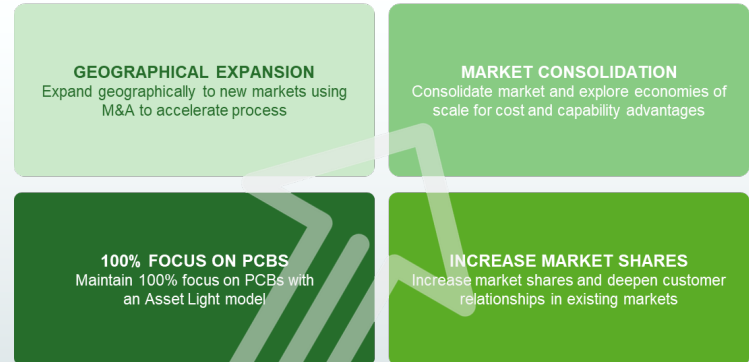 GEOGRAPHICAL EXPANSION
Expand geographically to new markets using
M&A to accelerate process
MARKET CONSOLIDATION
Consolidate market and explore economies of
scale for cost and capability advantages
100% FOCUS ON PCBS
Maintain 100% focus on PCBs with
an Asset Light model
INCREASE MARKET SHARES
Increase market shares and deepen customer
relationships in existing markets